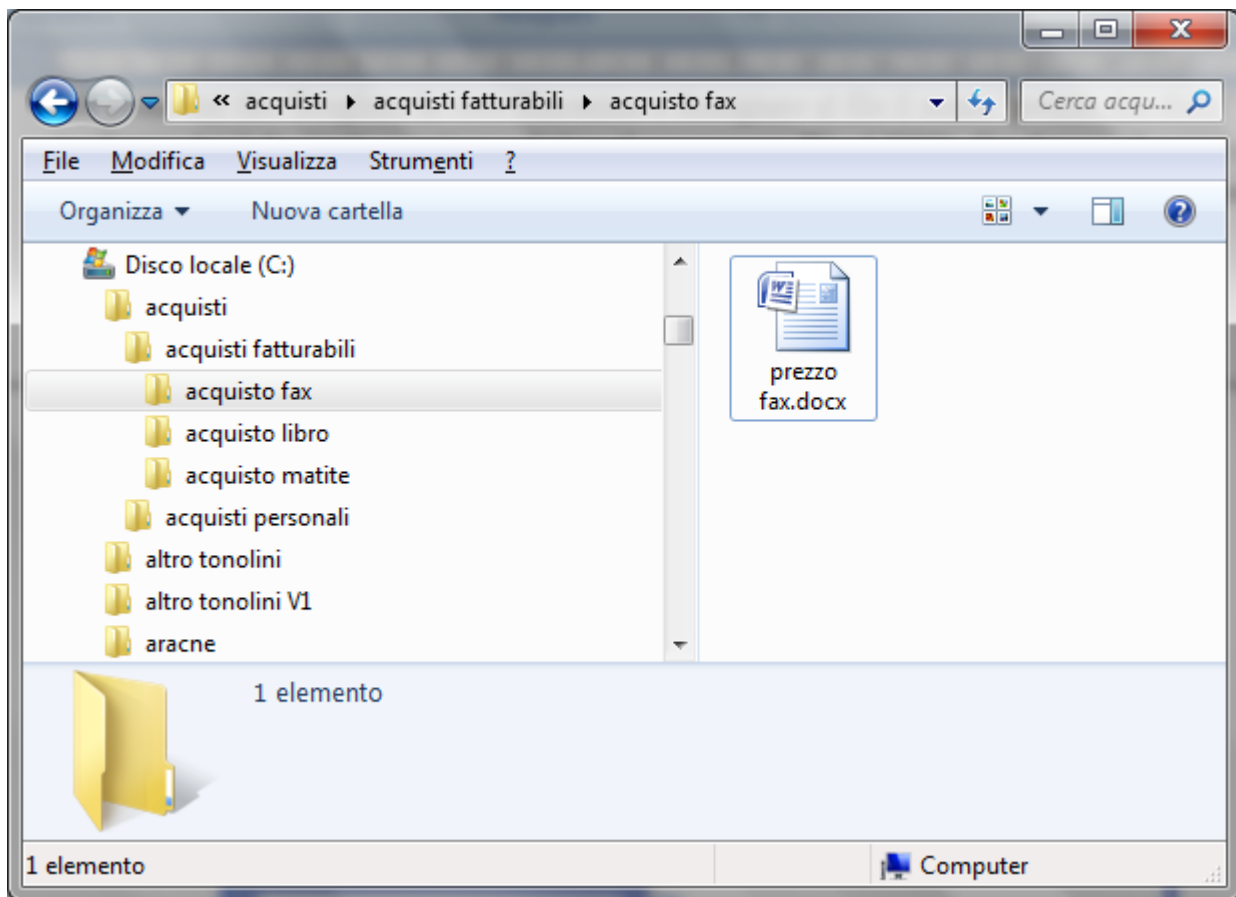 « acquisti ▸ acquisti fatturabili ▸ acquisto fax
Cerca acqu...
File Modifica Visualizza Strumenti ?
Organizza Nuova cartella
Disco locale (C:)
acquisti
acquisti fatturabili
acquisto fax
acquisto libro
acquisto matite
acquisti personali
altro tonolini
altro tonolini V1
aracne
prezzo
fax.docx
1 elemento
1 elemento
Computer